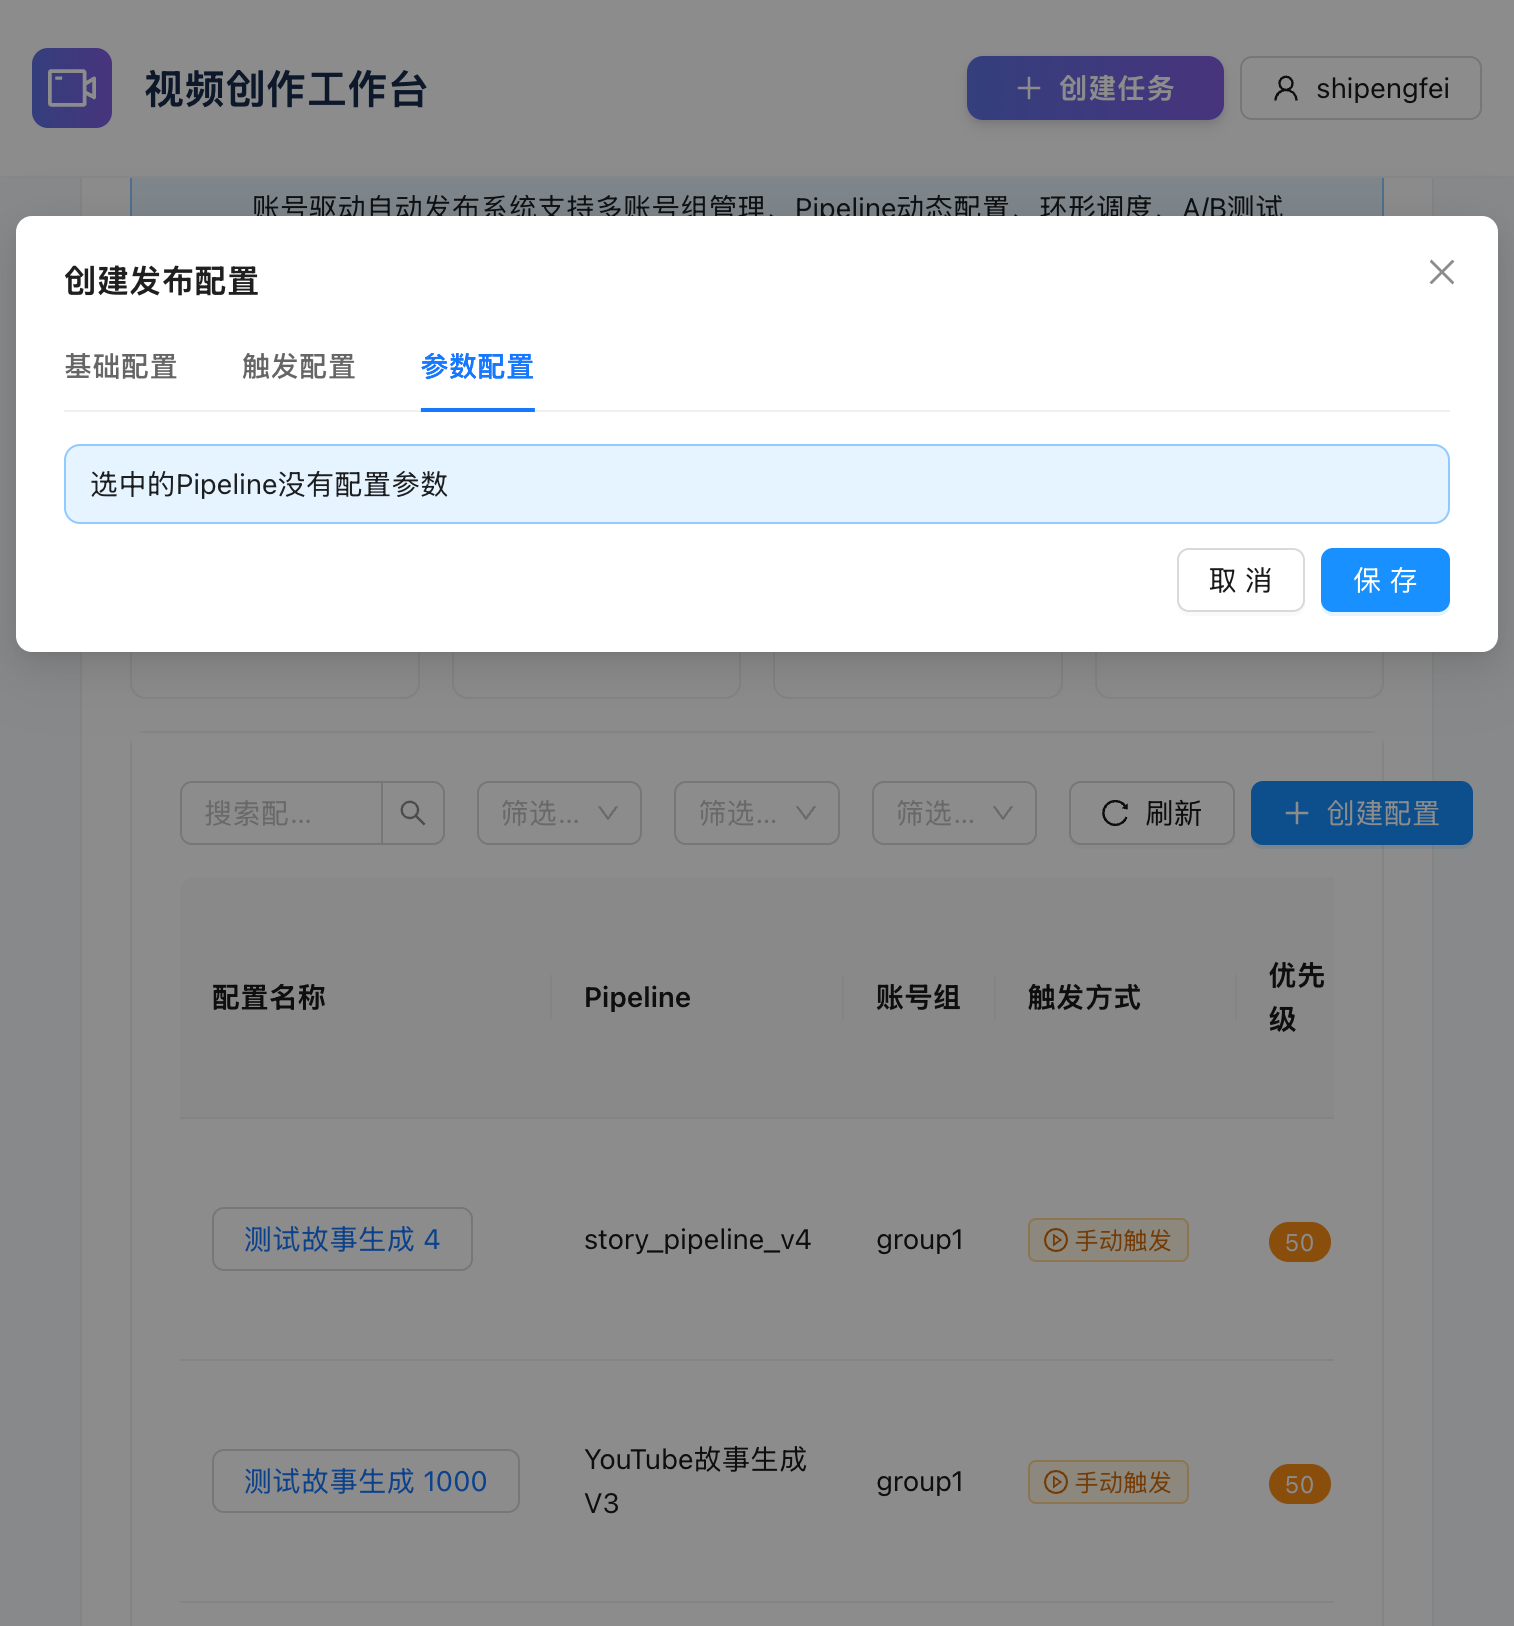 视频创作工作台
创建任务
shipengfei
账号驱动自动发布系统支持多账号组管理、Pipeline动态配置、环形调度、A/B测试
创建发布配置
基础配置 触发配置 参数配置
选中的Pipeline没有配置参数
取消 保存
搜索配... 筛选... 筛选... 筛选... 刷新 创建配置
配置名称 Pipeline 账号组 触发方式 优先
级
测试故事生成 4 story_pipeline_v4 group1 手动触发 50
测试故事生成 1000 YouTube故事生成 group1 手动触发 50
V3